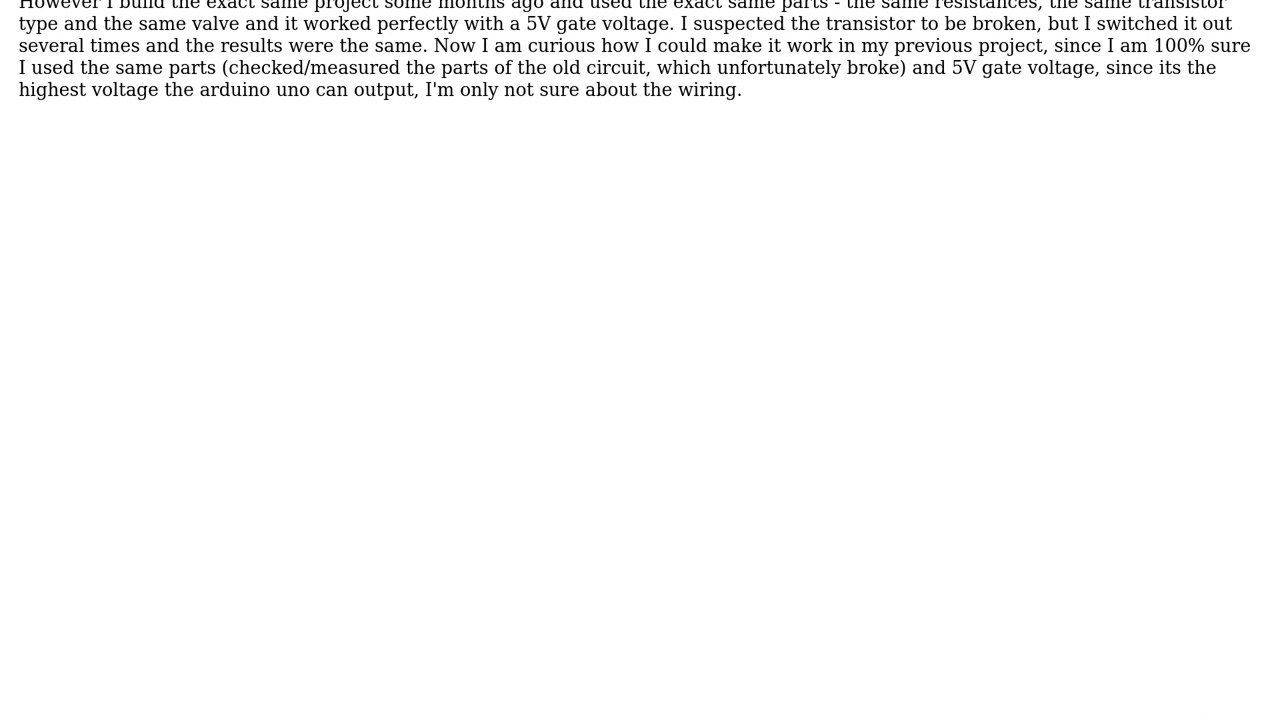 However I build the exact same project some months ago and used the exact same parts - the same resistances, the same transistor
type and the same valve and it worked perfectly with a 5V gate voltage. I suspected the transistor to be broken, but I switched it out
several times and the results were the same. Now I am curious how I could make it work in my previous project, since I am 100% sure
I used the same parts (checked/measured the parts of the old circuit, which unfortunately broke) and 5V gate voltage, since its the
highest voltage the arduino uno can output, I'm only not sure about the wiring.